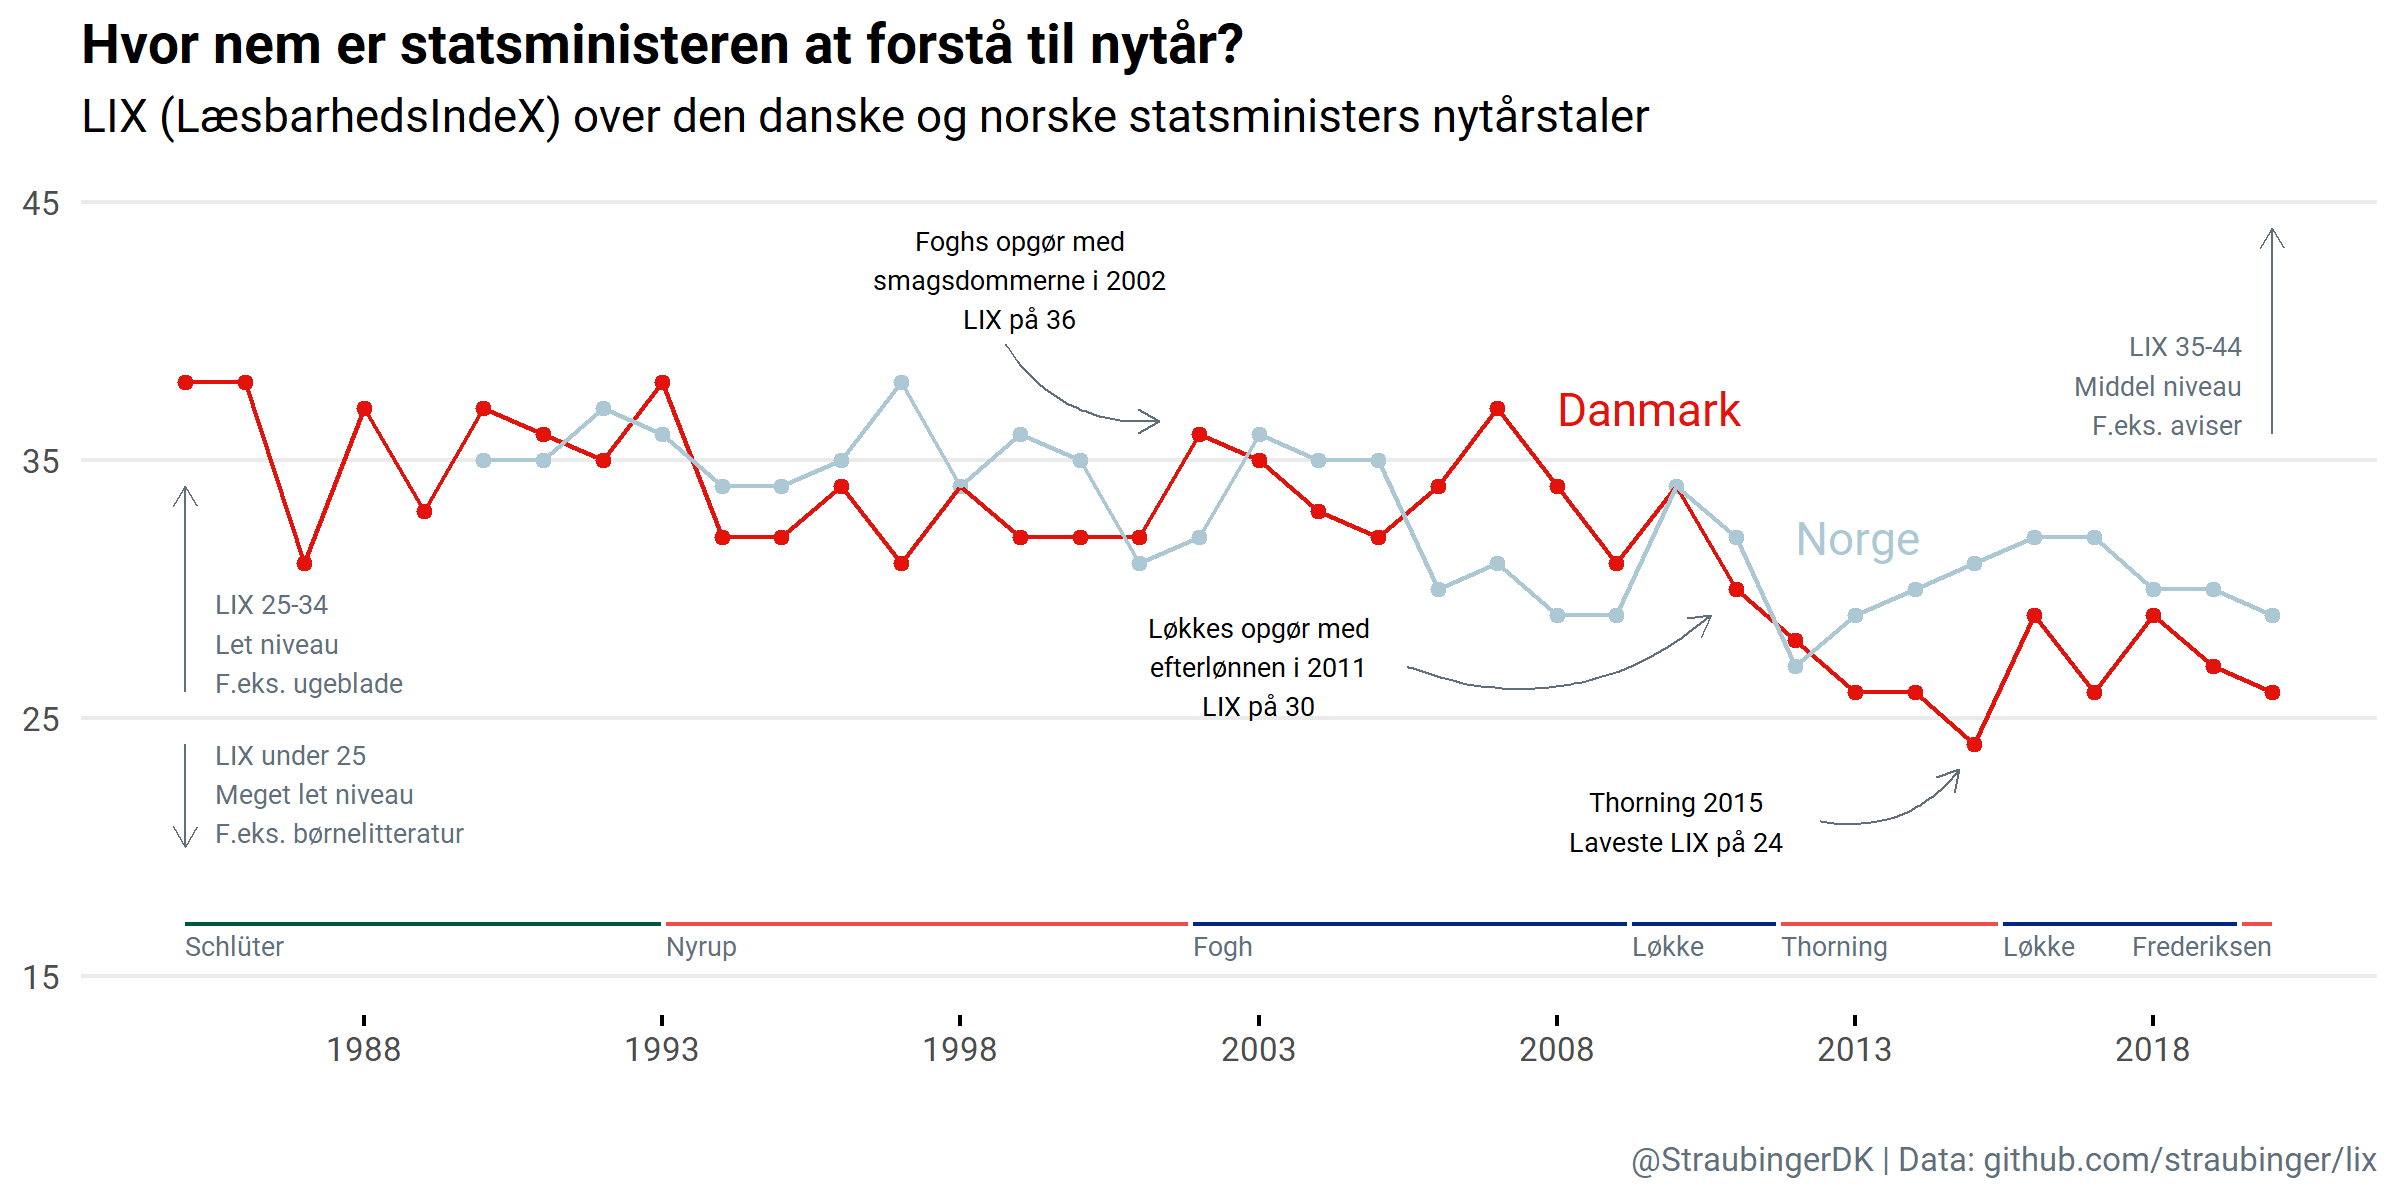 Hvor nem er statsministeren at forstå til nytår?
LIX (LæsbarhedsIndeX) over den danske og norske statsministers nytårstaler
45
35
25
15
Foghs opgør med
smagsdommerne i 2002
LIX på 36
LIX 35-44
Middel niveau
F.eks. aviser
Danmark
Norge
LIX 25-34
Let niveau
F.eks. ugeblade
Løkkes opgør med
efterlønnen i 2011
LIX på 30
LIX under 25
Meget let niveau
F.eks. børnelitteratur
Thorning 2015
Laveste LIX på 24
Schlüter
Nyrup
Fogh
Løkke
Thorning
Løkke
Frederiksen
1988
1993
1998
2003
2008
2013
2018
@StraubingerDK | Data: github.com/straubinger/lix